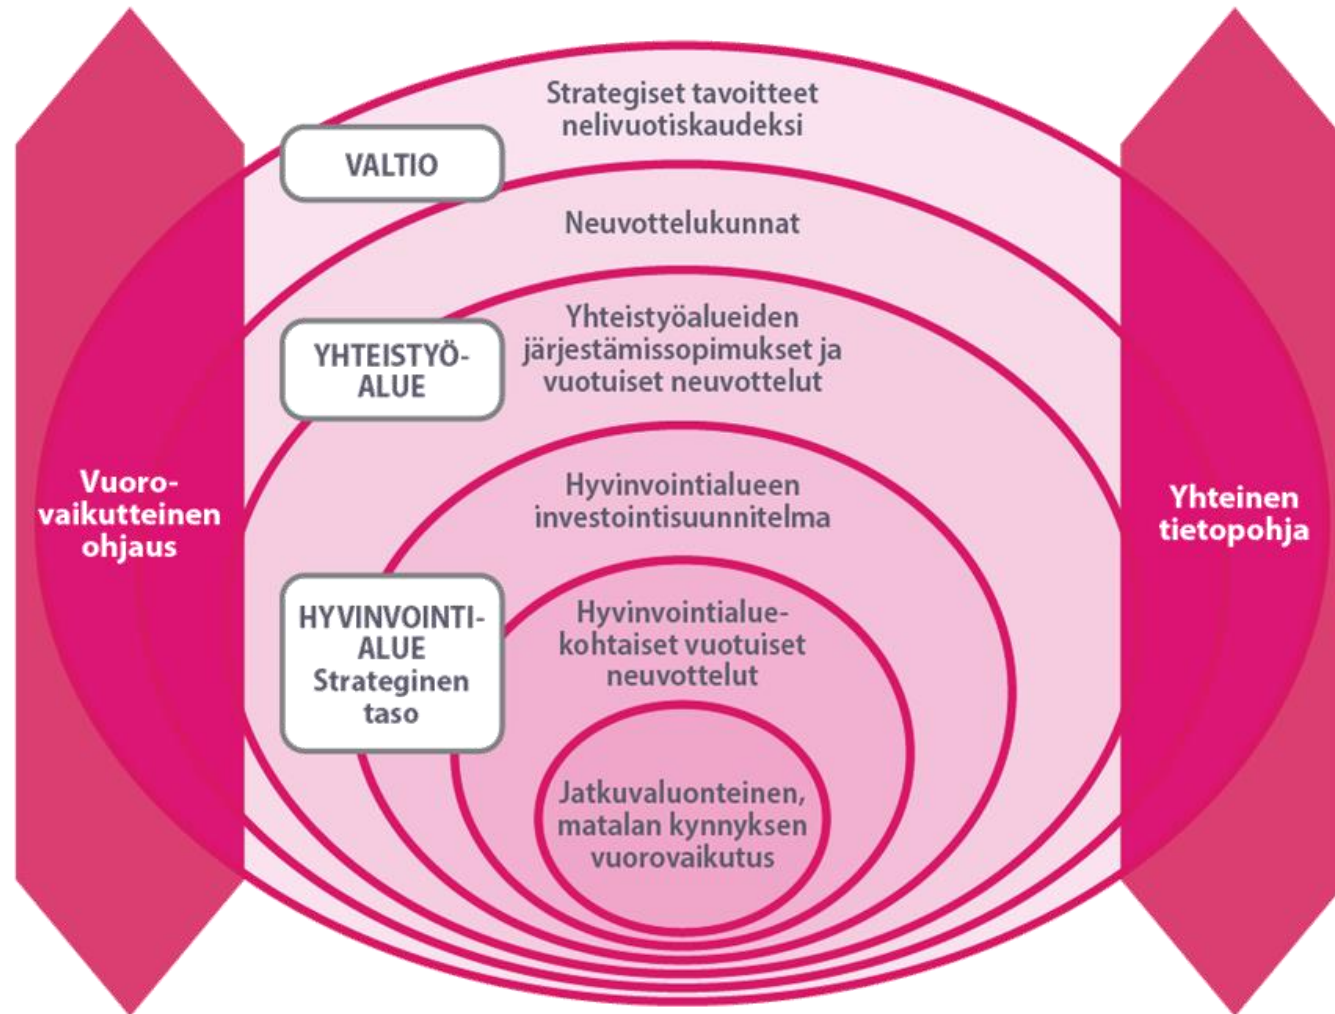 Strategiset tavoitteet
nelivuotiskaudeksi
VALTIO
Neuvottelukunnat
YHTEISTYÖ-
ALUE
Yhteistyöalueiden
järjestämissopimukset ja
vuotuiset neuvottelut
Vuoro-
vaikutteinen
ohjaus
Hyvinvointialueen
investointisuunnitelma
Yhteinen
tietopohja
HYVINVOINTI-
ALUE
Strateginen
taso
Hyvinvointialue-
kohtaiset vuotuiset
neuvottelut
Jatkuvaluonteinen,
matalan kynnyksen
vuorovaikutus